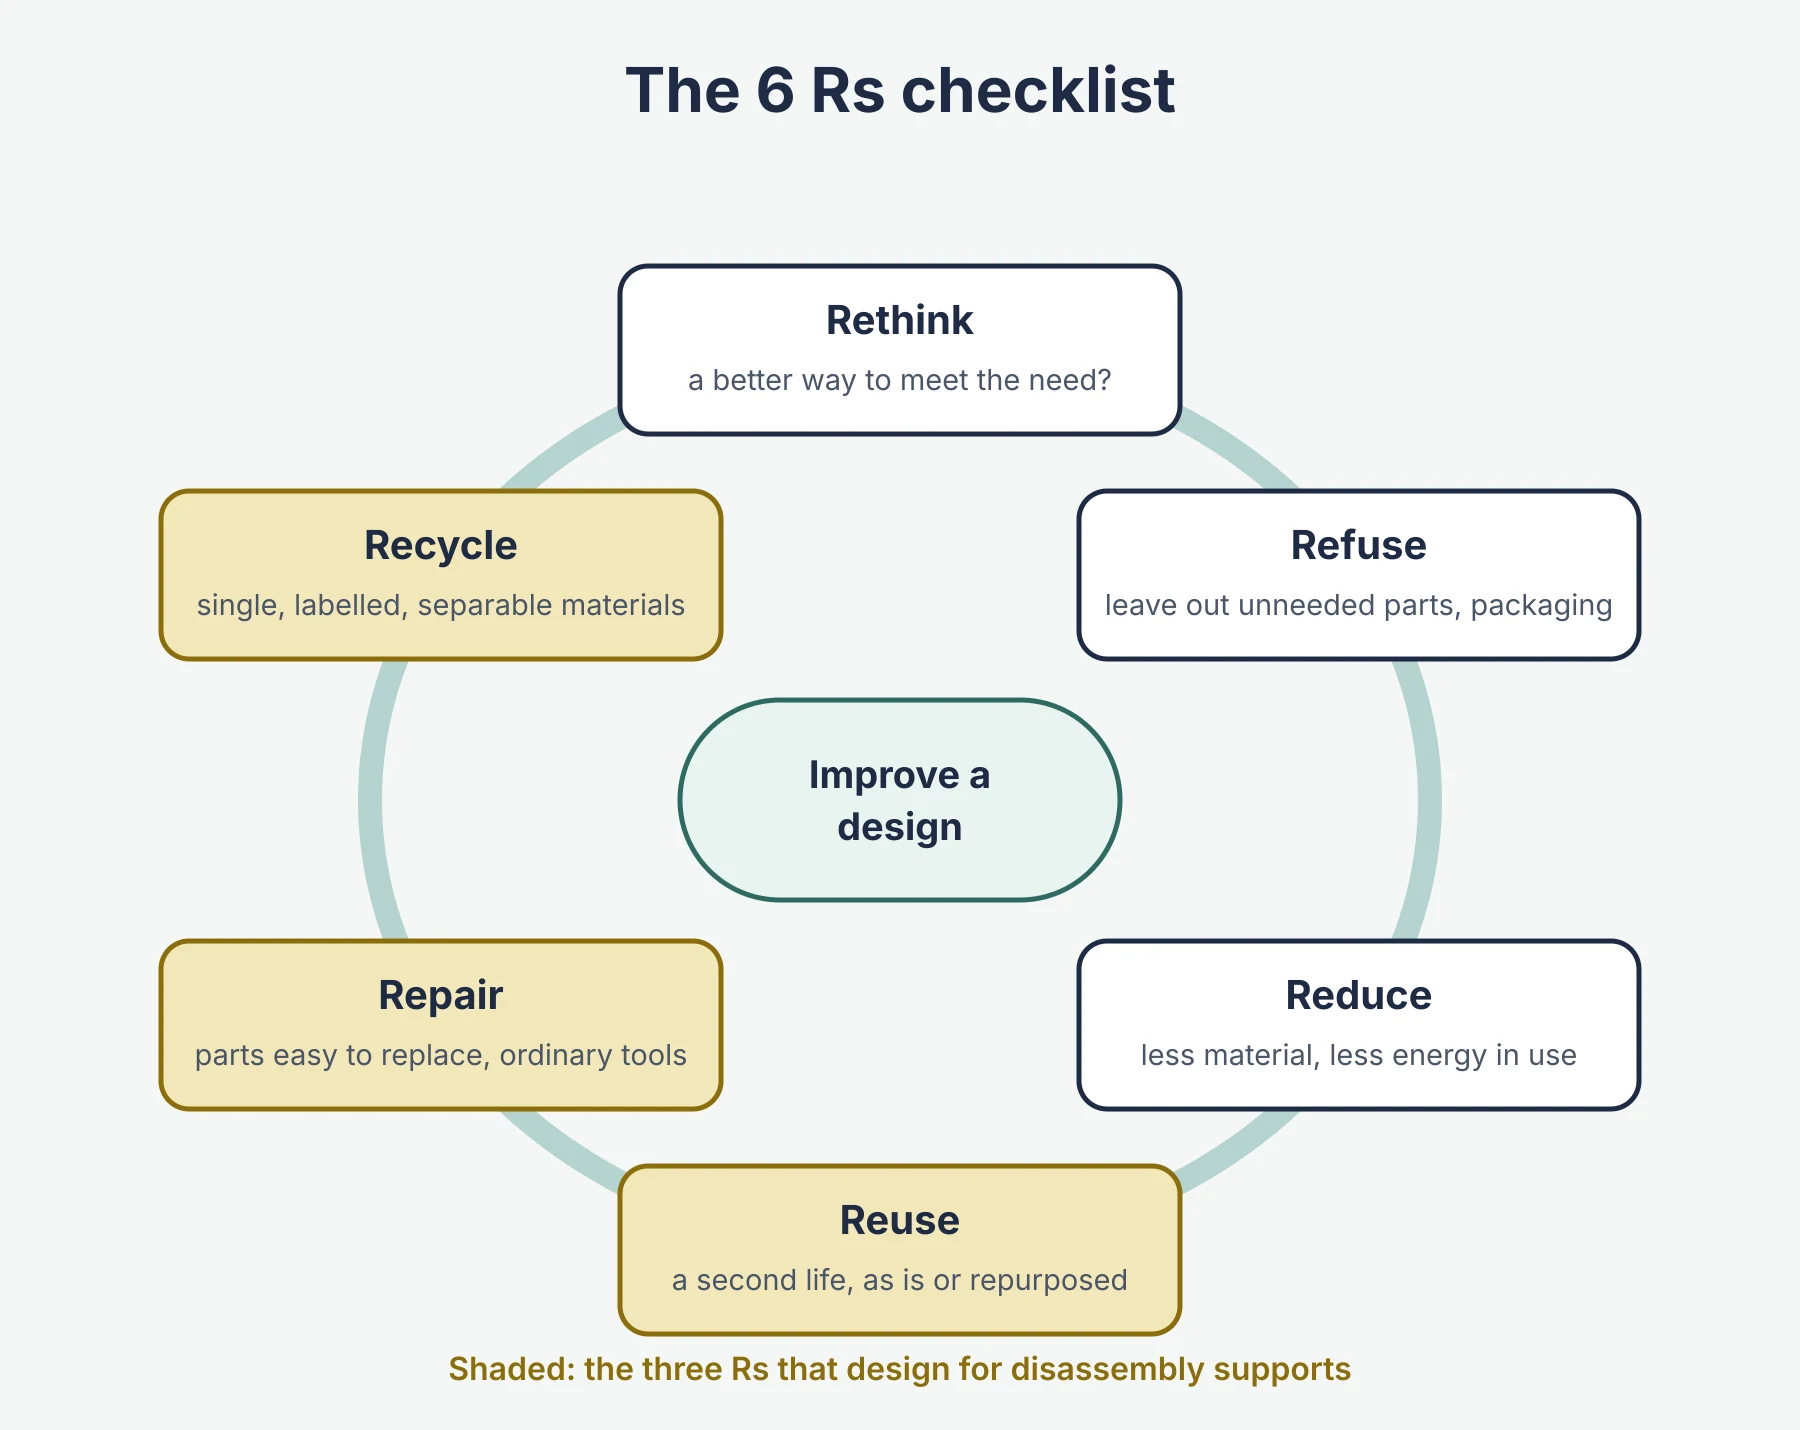 The 6 Rs checklist
Rethink
a better way to meet the need?
Recycle
single, labelled, separable materials
Refuse
leave out unneeded parts, packaging
Improve a
design
Repair
parts easy to replace, ordinary tools
Reduce
less material, less energy in use
Reuse
a second life, as is or repurposed
Shaded: the three Rs that design for disassembly supports